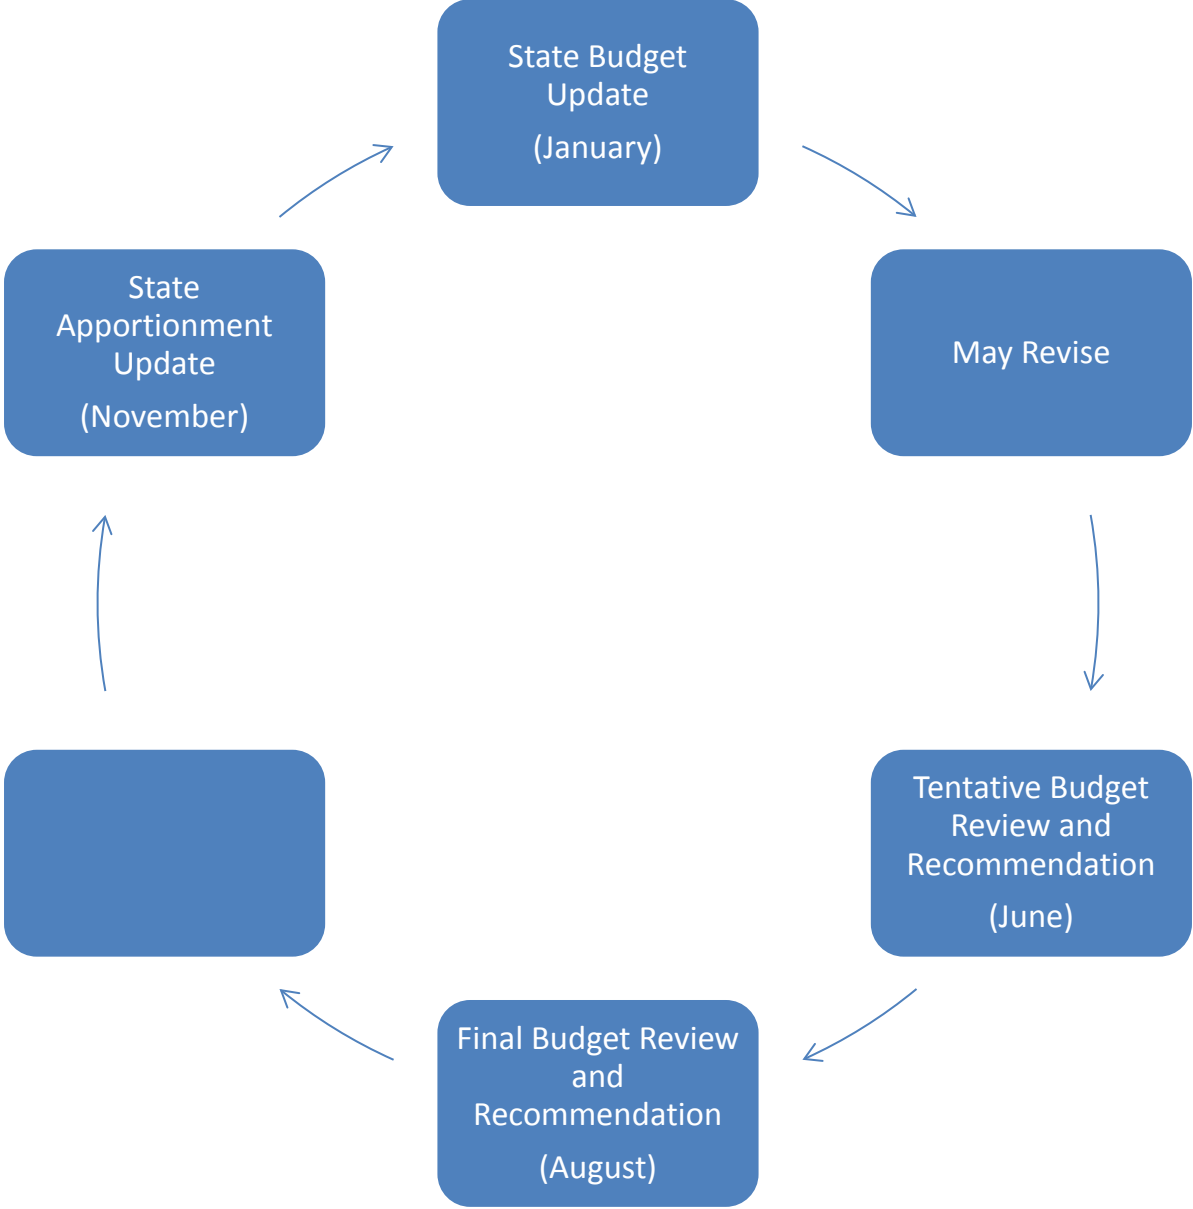 State Budget
Update
(January)
May Revise
Tentative Budget
Review and
Recommendation
(June)
Final Budget Review
and
Recommendation
(August)
State
Apportionment
Update
(November)